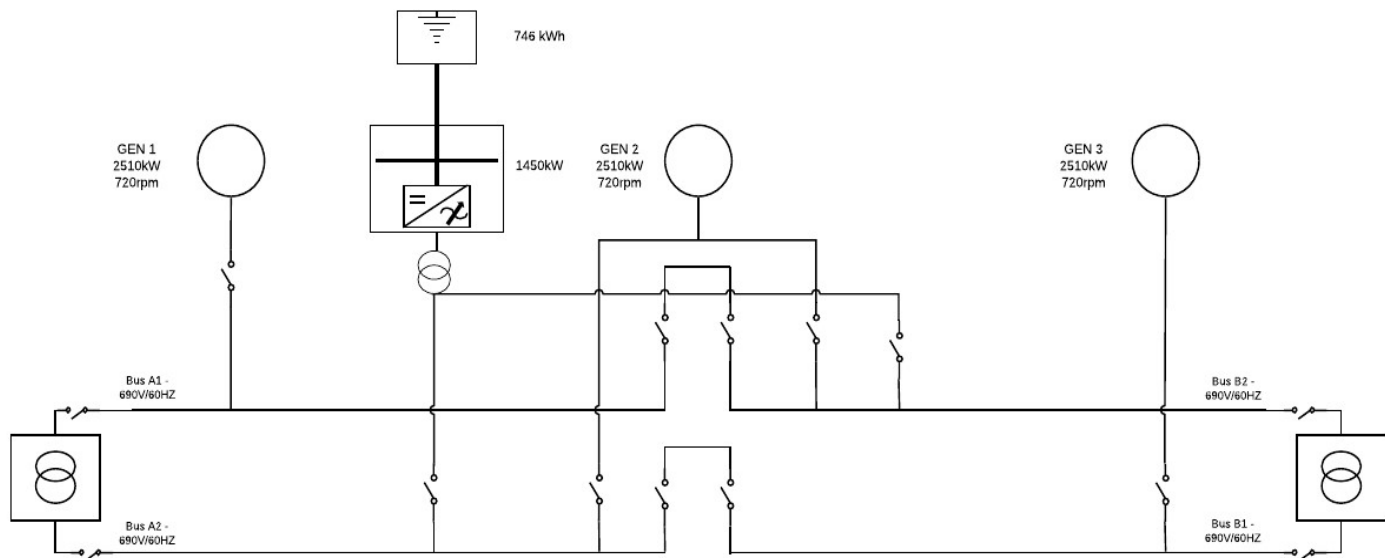 746 kWh
GEN 1
2510kW
720rpm
1450kW
GEN 2
2510kW
720rpm
GEN 3
2510kW
720rpm
Bus A1 -
690V/60HZ
Bus B2 -
690V/60HZ
Bus A2 -
690V/60HZ
Bus B1 -
690V/60HZ